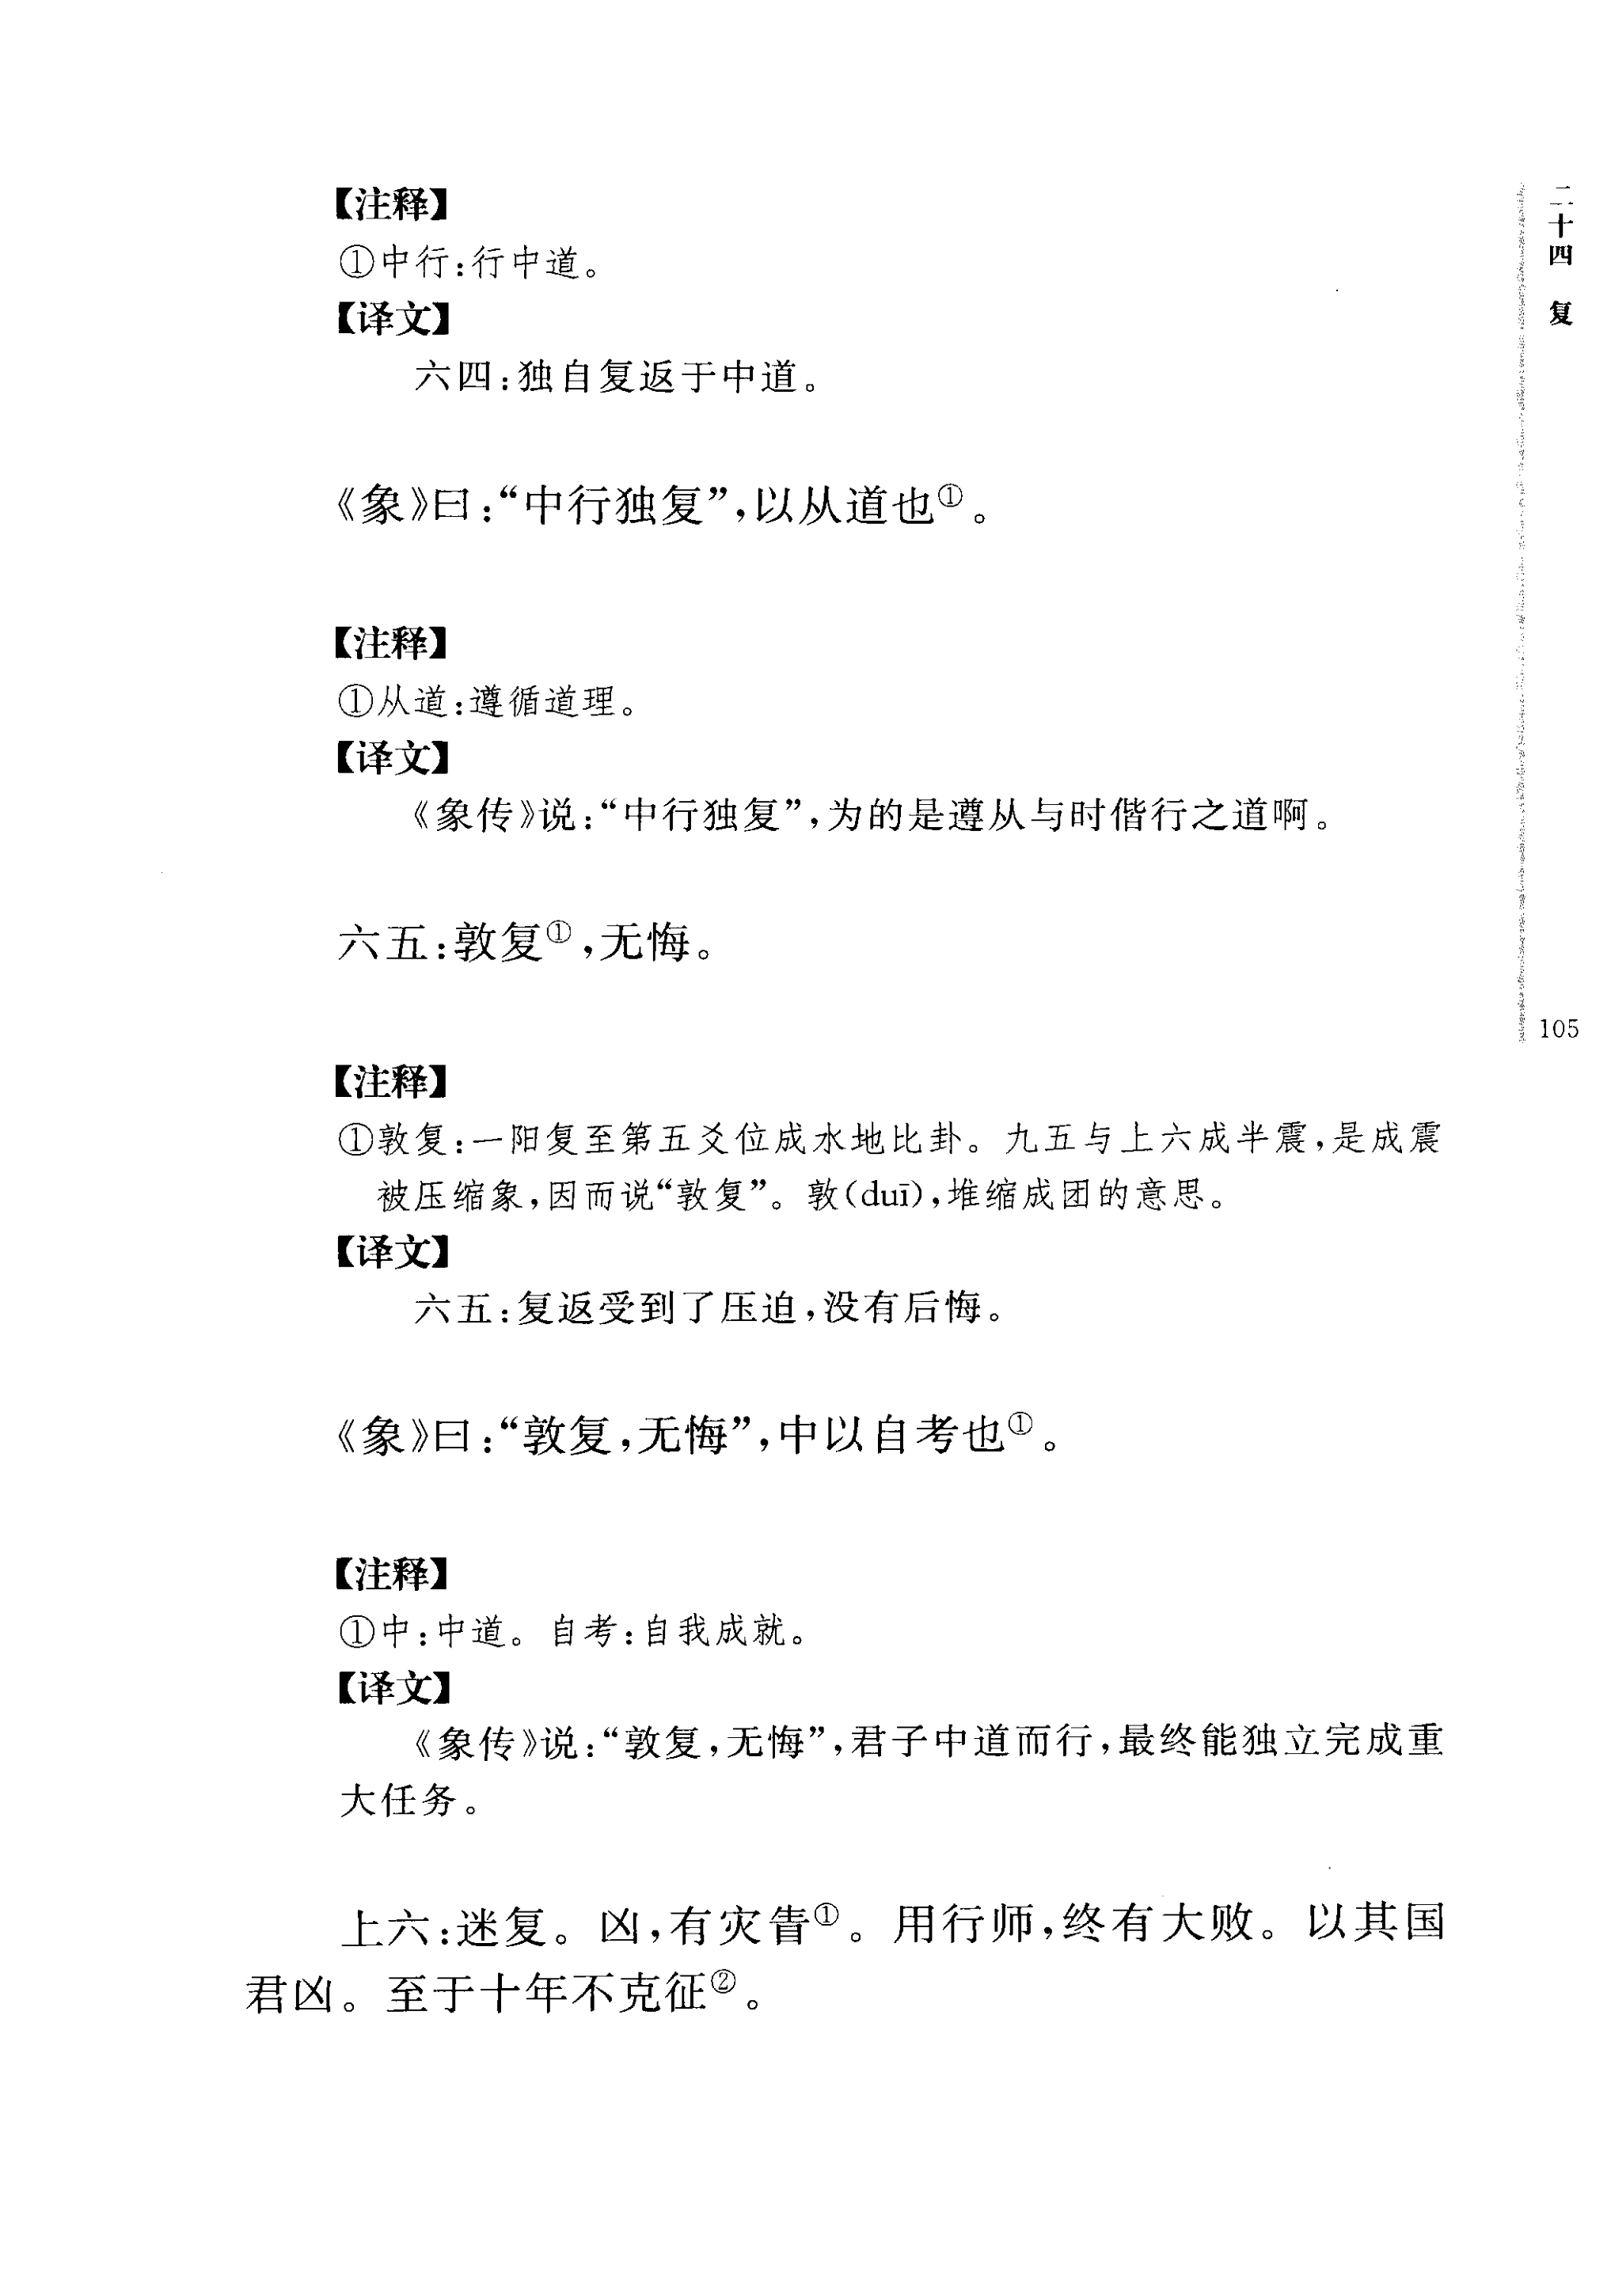 【注释】
①中行:行中道。
【译文】
六四:独自复返于中道。
《象》曰:“中行独复”,以从道也①。
【注释】
①从道:遵循道理。
【译文】
《象传》说:“中行独复”,为的是遵从与时偕行之道啊。
六五:敦复①,无悔。
【注释】
①敦复:一阳复至第五爻位成水地比卦。九五与上六成半震,是成震
被压缩象,因而说“敦复”。敦(duī),堆缩成团的意思。
【译文】
六五:复返受到了压迫,没有后悔。
《象》曰:“敦复,无悔”,中以自考也①。
【注释】
①中:中道。自考:自我成就。
【译文】
《象传》说:“敦复,无悔”,君子中道而行,最终能独立完成重
大任务。
上六:迷复。凶,有灾眚①。用行师,终有大败。以其国
君凶。至于十年不克征②。
二十四 复
105